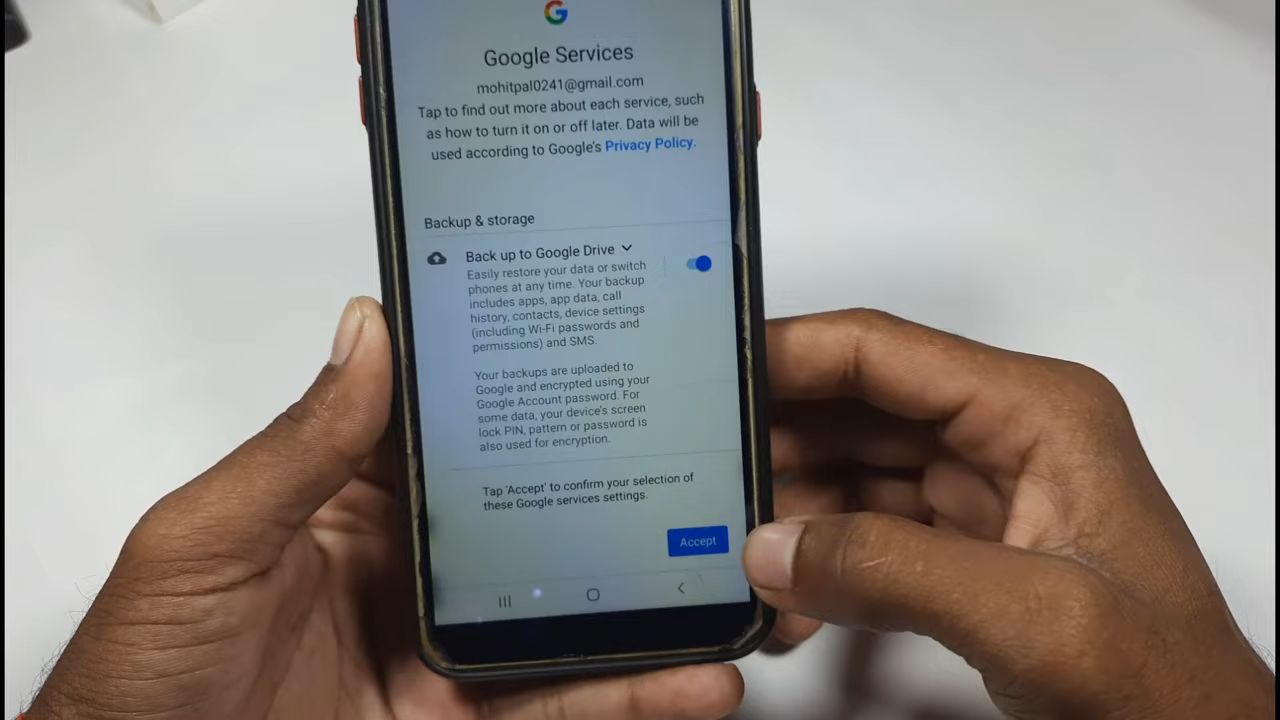 Google Services
mohitpal0241@gmail.com
Tap to find out more about each service, such
as how to turn it on or off later. Data will be
used according to Google's Privacy Policy.
Backup & storage
Back up to Google Drive
Easily restore your data or switch
phones at any time. Your backup
includes apps, app data, call
history, contacts, device settings
(including Wi-Fi passwords and
permissions) and SMS.
Your backups are uploaded to
Google and encrypted using your
Google Account password. For
some data, your device's screen
lock PIN, pattern or password is
also used for encryption.
Tap 'Accept' to confirm your selection of
these Google services settings.
Accept